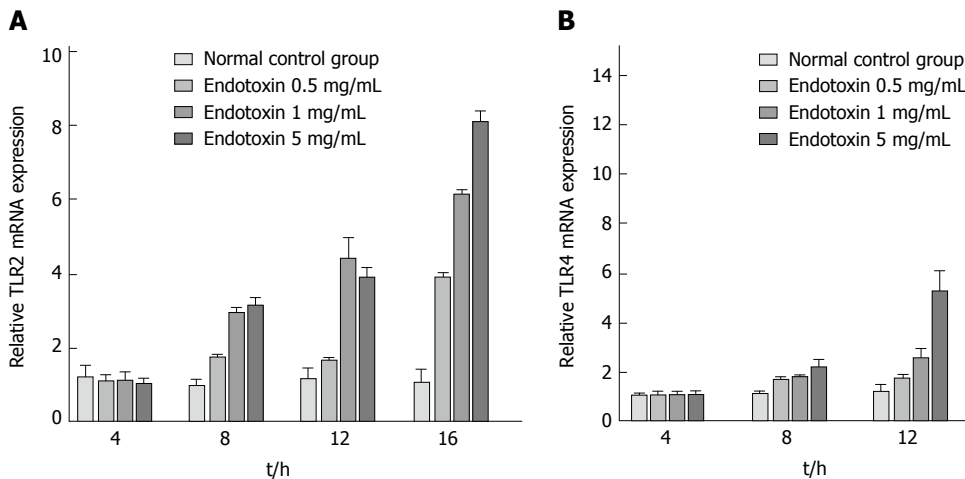 A
Relative TLR2 mRNA expression
10
8
6
4
2
0
Normal control group
Endotoxin 0.5 mg/mL
Endotoxin 1 mg/mL
Endotoxin 5 mg/mL
4 8 12 16
t/h
B
Relative TLR4 mRNA expression
14
12
10
8
6
4
2
0
Normal control group
Endotoxin 0.5 mg/mL
Endotoxin 1 mg/mL
Endotoxin 5 mg/mL
4 8 12
t/h